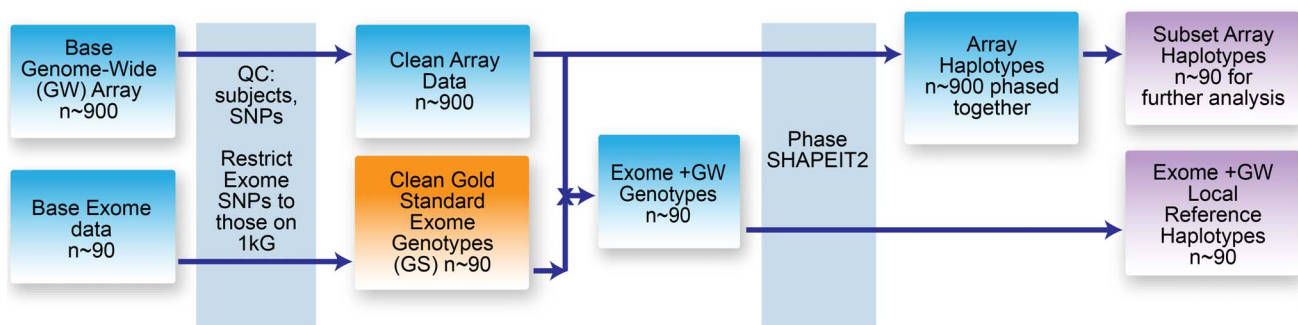 Base
Genome-Wide
(GW) Array
n~900
Base Exome
data
n~90
QC:
subjects,
SNPs
Restrict
Exome
SNPs to
those on
1kG
Clean Array
Data
n~900
Clean Gold
Standard
Exome
Genotypes
(GS) n~90
Exome +GW
Genotypes
n~90
Phase
SHAPEIT2
Array
Haplotypes
n~900 phased
together
Subset Array
Haplotypes
n~90 for
further analysis
Exome +GW
Local
Reference
Haplotypes
n~90